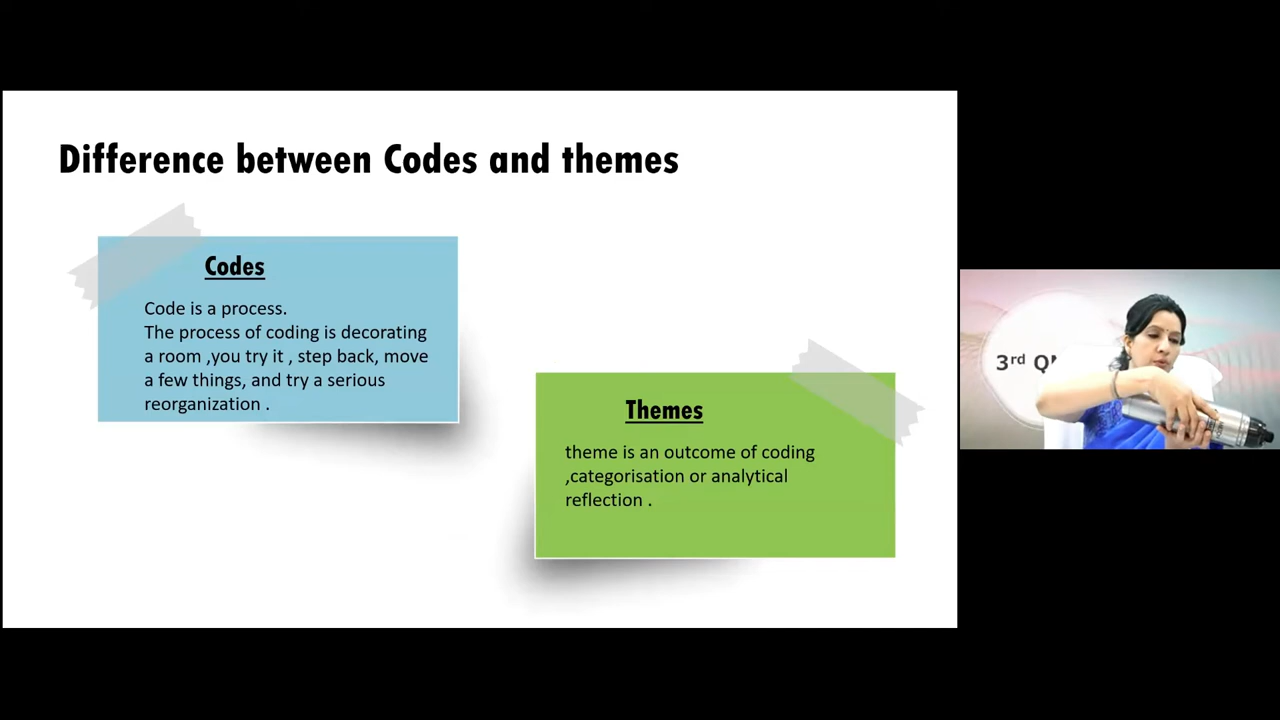 Difference between Codes and themes
Codes
Code is a process.
The process of coding is decorating
a room ,you try it , step back, move
a few things, and try a serious
reorganization .
Themes
theme is an outcome of coding
,categorisation or analytical
reflection .
3rd